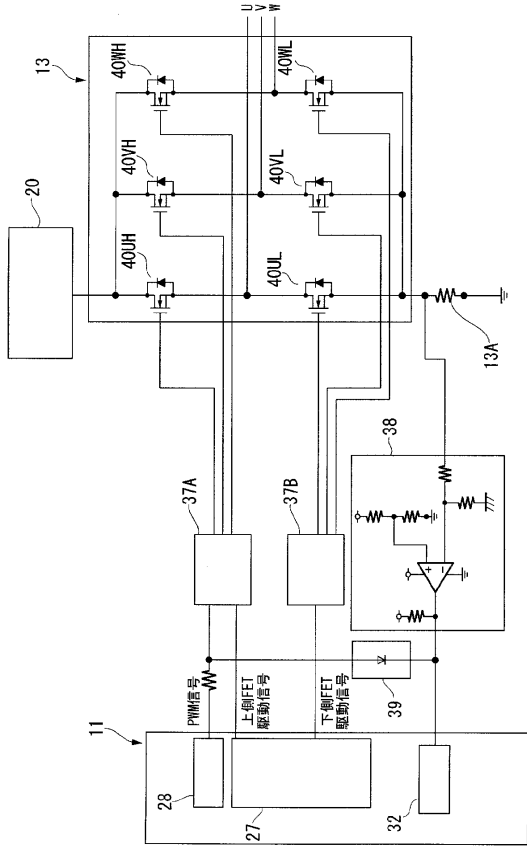 20
13
40UH
40VH
40WH
U
V
W
40UL
40VL
40WL
13A
37A
37B
38
+
−
39
11
PWM信号
上側FET
駆動信号
下側FET
駆動信号
28
27
32